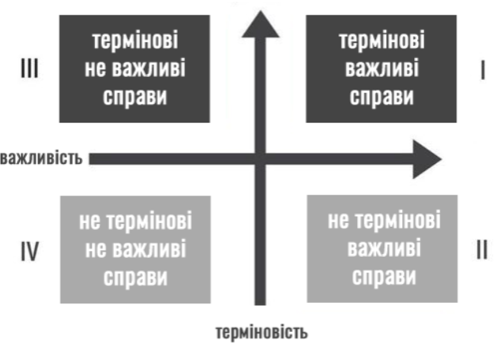 III
термінові
не важливі
справи
термінові
важливі
справи
I
важливість
IV
не термінові
не важливі
справи
не термінові
важливі
справи
II
терміновість